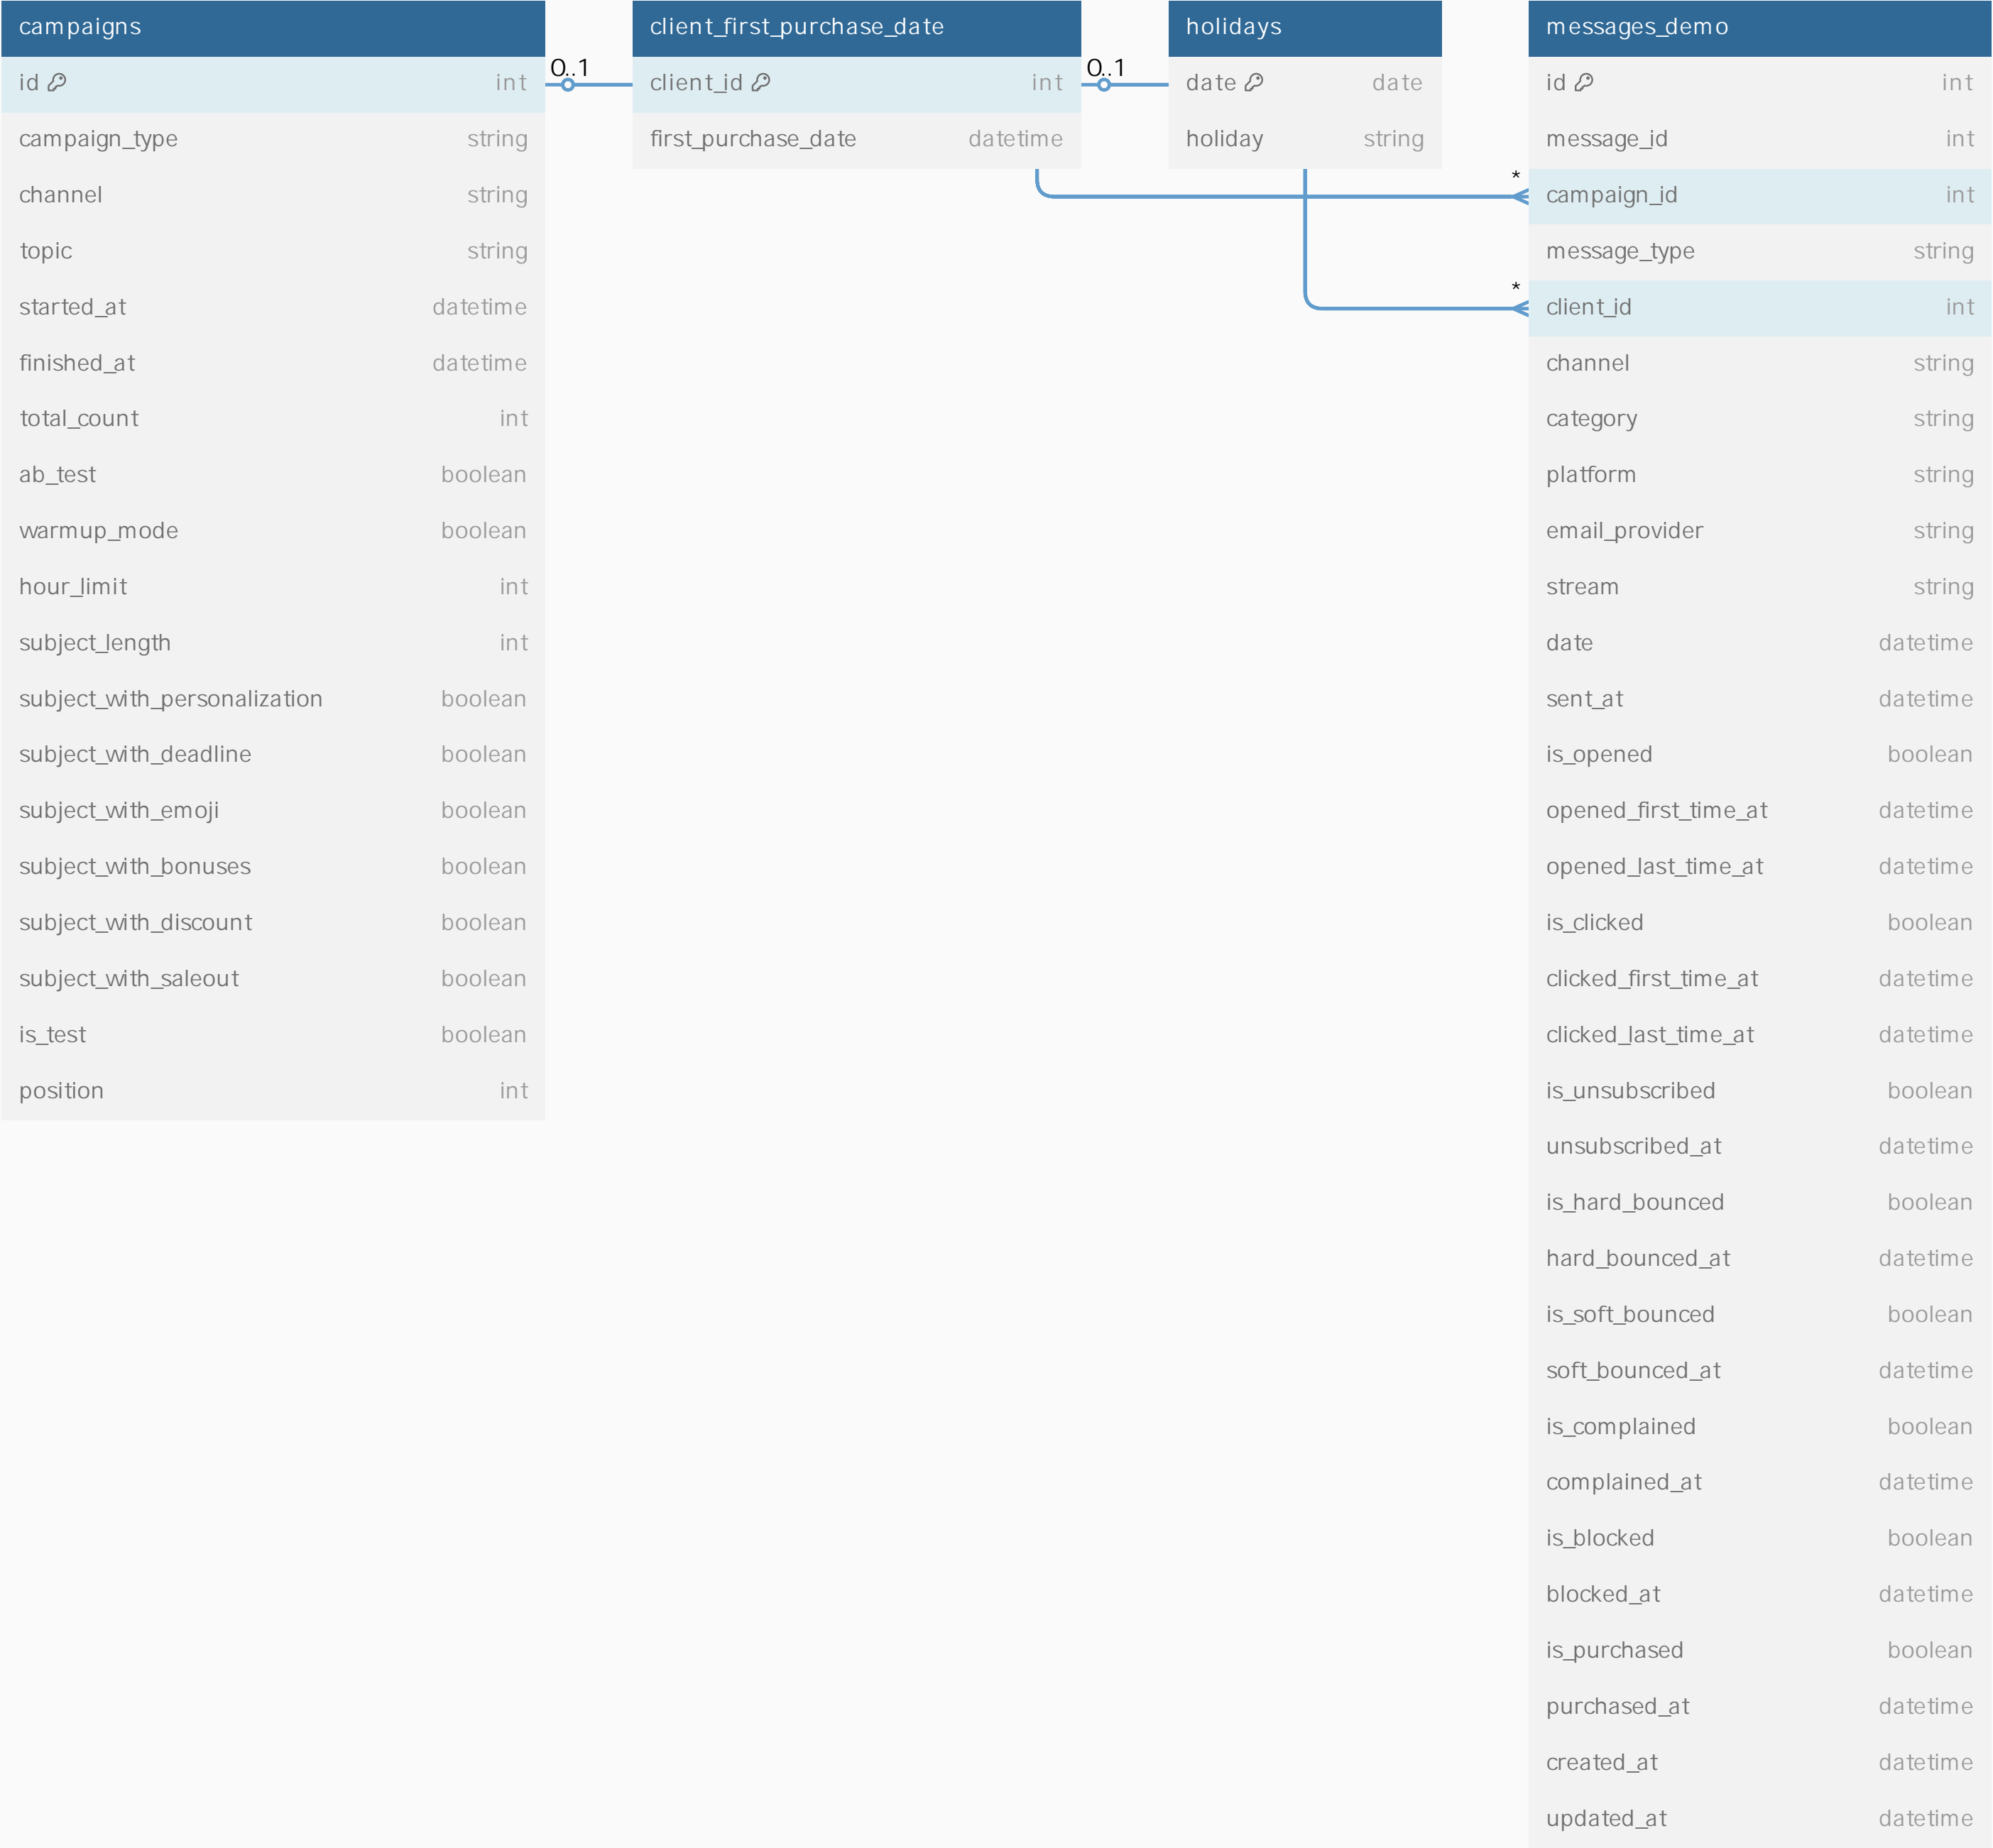 campaigns
id int
campaign_type string
channel string
topic string
started_at datetime
finished_at datetime
total_count int
ab_test boolean
warmup_mode boolean
hour_limit int
subject_length int
subject_with_personalization boolean
subject_with_deadline boolean
subject_with_emoji boolean
subject_with_bonuses boolean
subject_with_discount boolean
subject_with_saleout boolean
is_test boolean
position int
0..1
client_first_purchase_date
client_id int
first_purchase_date datetime
0..1
holidays
date date
holiday string
*
*
messages_demo
id int
message_id int
campaign_id int
message_type string
client_id int
channel string
category string
platform string
email_provider string
stream string
date datetime
sent_at datetime
is_opened boolean
opened_first_time_at datetime
opened_last_time_at datetime
is_clicked boolean
clicked_first_time_at datetime
clicked_last_time_at datetime
is_unsubscribed boolean
unsubscribed_at datetime
is_hard_bounced boolean
hard_bounced_at datetime
is_soft_bounced boolean
soft_bounced_at datetime
is_complained boolean
complained_at datetime
is_blocked boolean
blocked_at datetime
is_purchased boolean
purchased_at datetime
created_at datetime
updated_at datetime